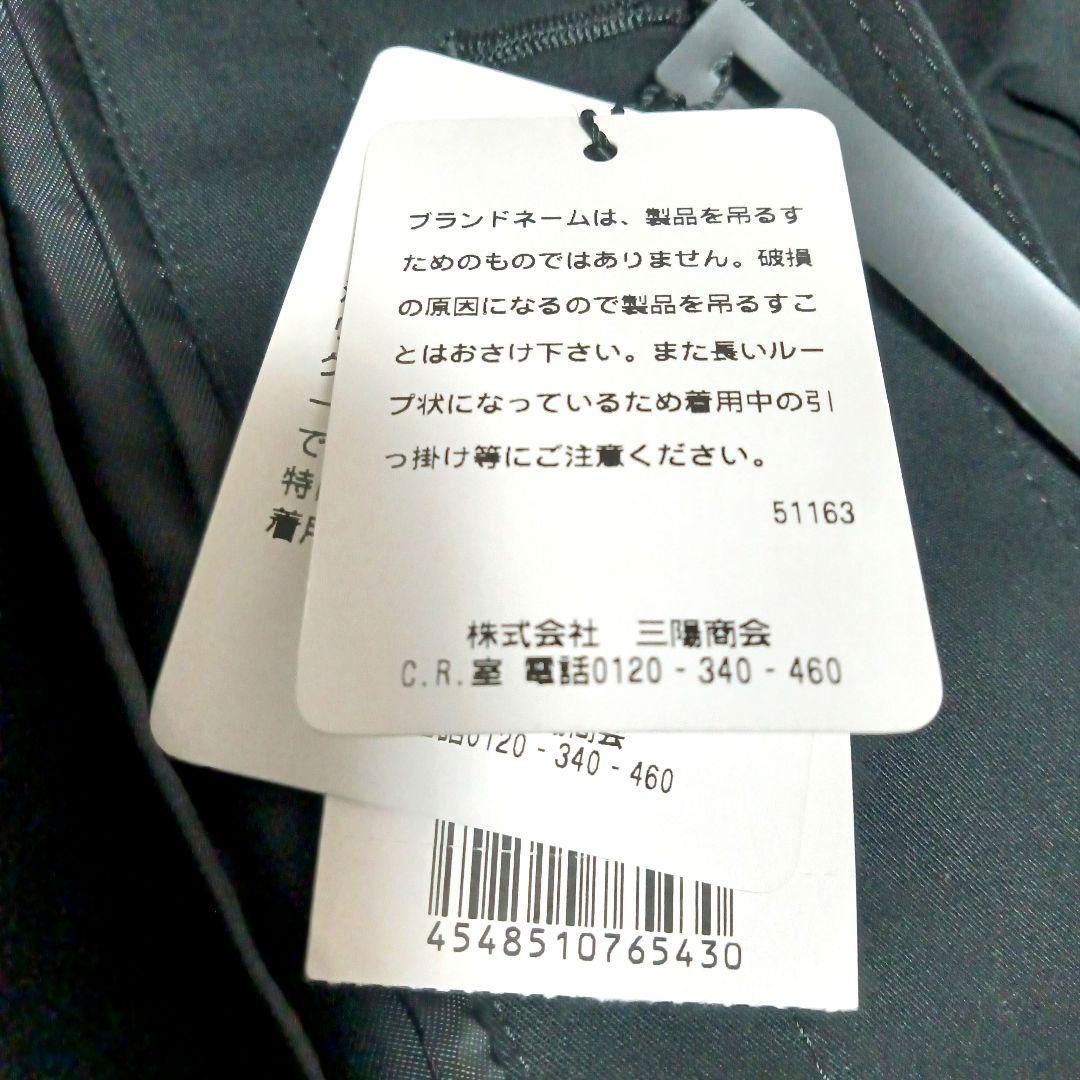 ブランドネームは、製品を吊るす
ためのものではありません。破損
の原因になるので製品を吊るすこ
とはおさけ下さい。また長いルー
プ状になっているため着用中の引
っ掛け等にご注意ください。
51163
株式会社　三陽商会
C.R.室 電話0120-340-460
で
特
着用
0120-340-460
4548510765430